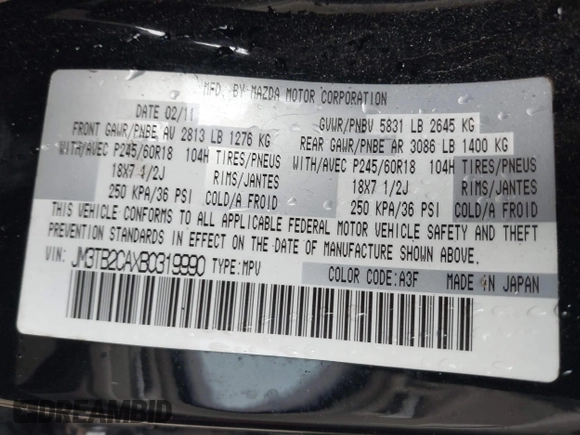 MFD. BY MAZDA MOTOR CORPORATION
DATE 02/11 GVWR/PNBV 5831 LB 2645 KG
FRONT GAWR/PNBE AV 2813 LB 1276 KG REAR GAWR/PNBE AR 3086 LB 1400 KG
WITH/AVEC P245/60R18 104H TIRES/PNEUS WITH/AVEC P245/60R18 104H TIRES/PNEUS
18X7 1/2J RIMS/JANTES 18X7 1/2J RIMS/JANTES
250 KPA/36 PSI COLD/A FROID 250 KPA/36 PSI COLD/A FROID
THIS VEHICLE CONFORMS TO ALL APPLICABLE FEDERAL MOTOR VEHICLE SAFETY AND THEFT
PREVENTION STANDARDS IN EFFECT ON THE DATE OF MANUFACTURE SHOWN ABOVE.
VIN: JM3TB2CAXB0319990 TYPE:MPV
COLOR CODE:A3F MADE IN JAPAN
DREAMBID